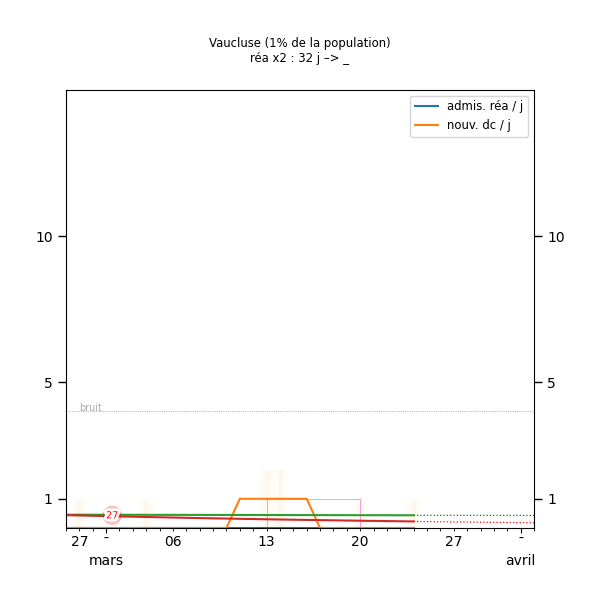 Vaucluse (1% de la population)
réa x2 : 32 j –> _
admis. réa / j
nouv. dc / j
10
10
5
5
bruit
1
1
27
27
-
06
13
20
27
-
mars
avril